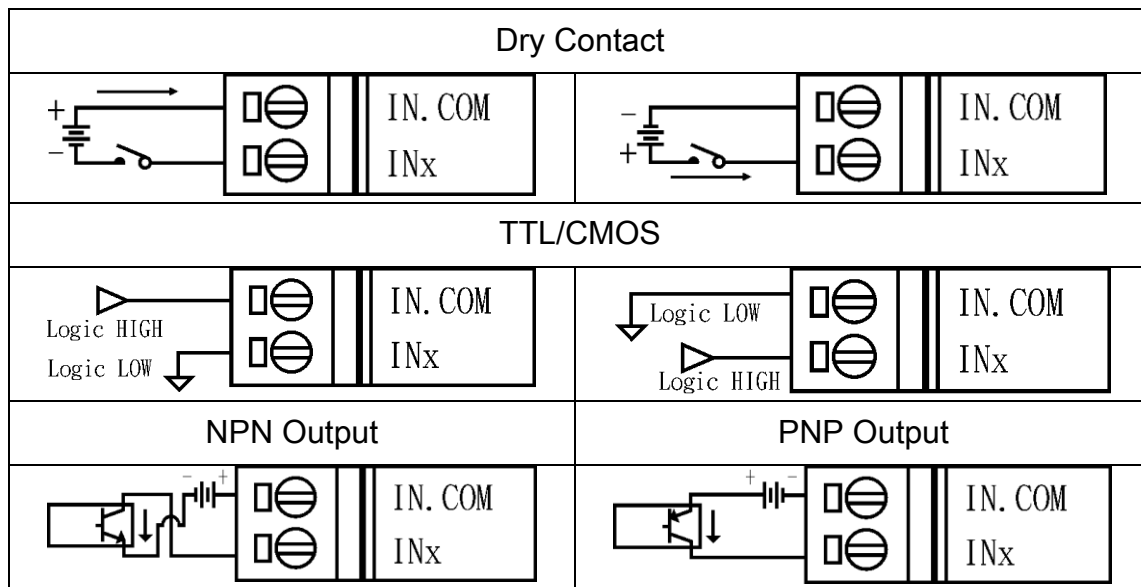 Dry Contact
+ IN. COM
- INx
- IN. COM
+ INx
TTL/CMOS
IN. COM
Logic HIGH
Logic LOW INx
Logic LOW IN. COM
Logic HIGH INx
NPN Output PNP Output
- + IN. COM
INx
+ - IN. COM
INx